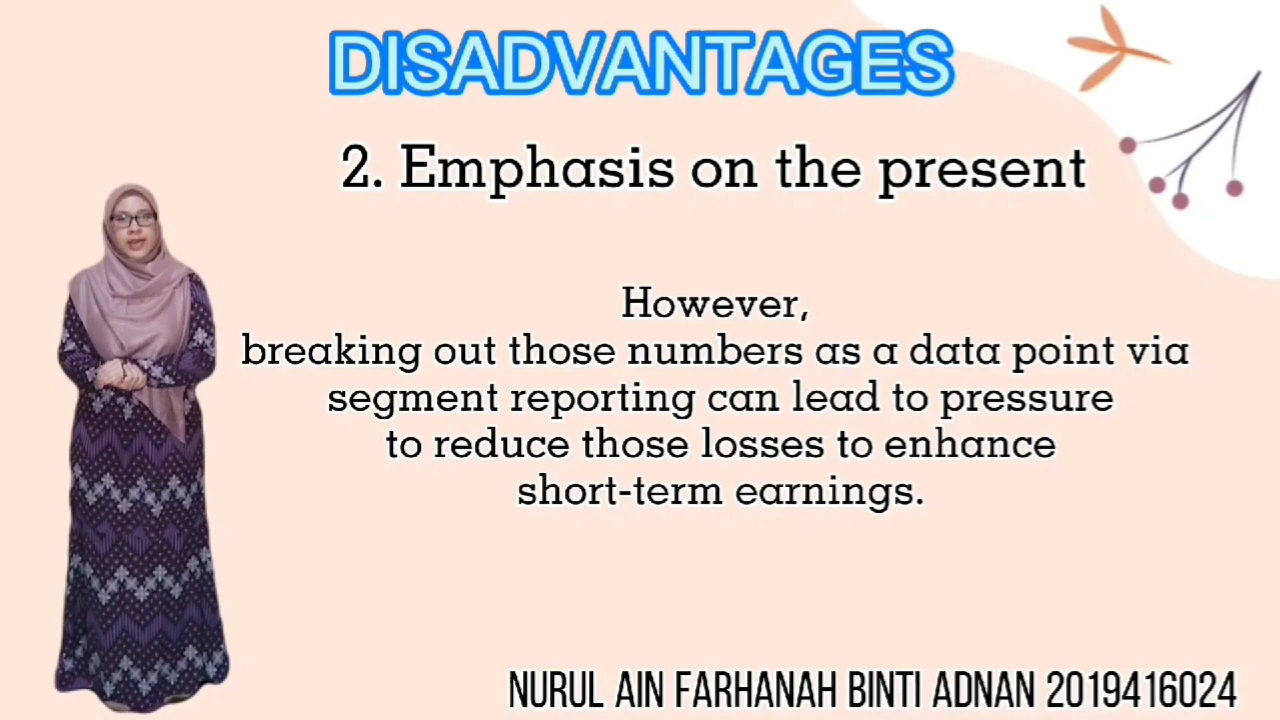 DISADVANTAGES
2. Emphasis on the present
However,
breaking out those numbers as a data point via
segment reporting can lead to pressure
to reduce those losses to enhance
short-term earnings.
NURUL AIN FARHANAH BINTI ADNAN 2019416024